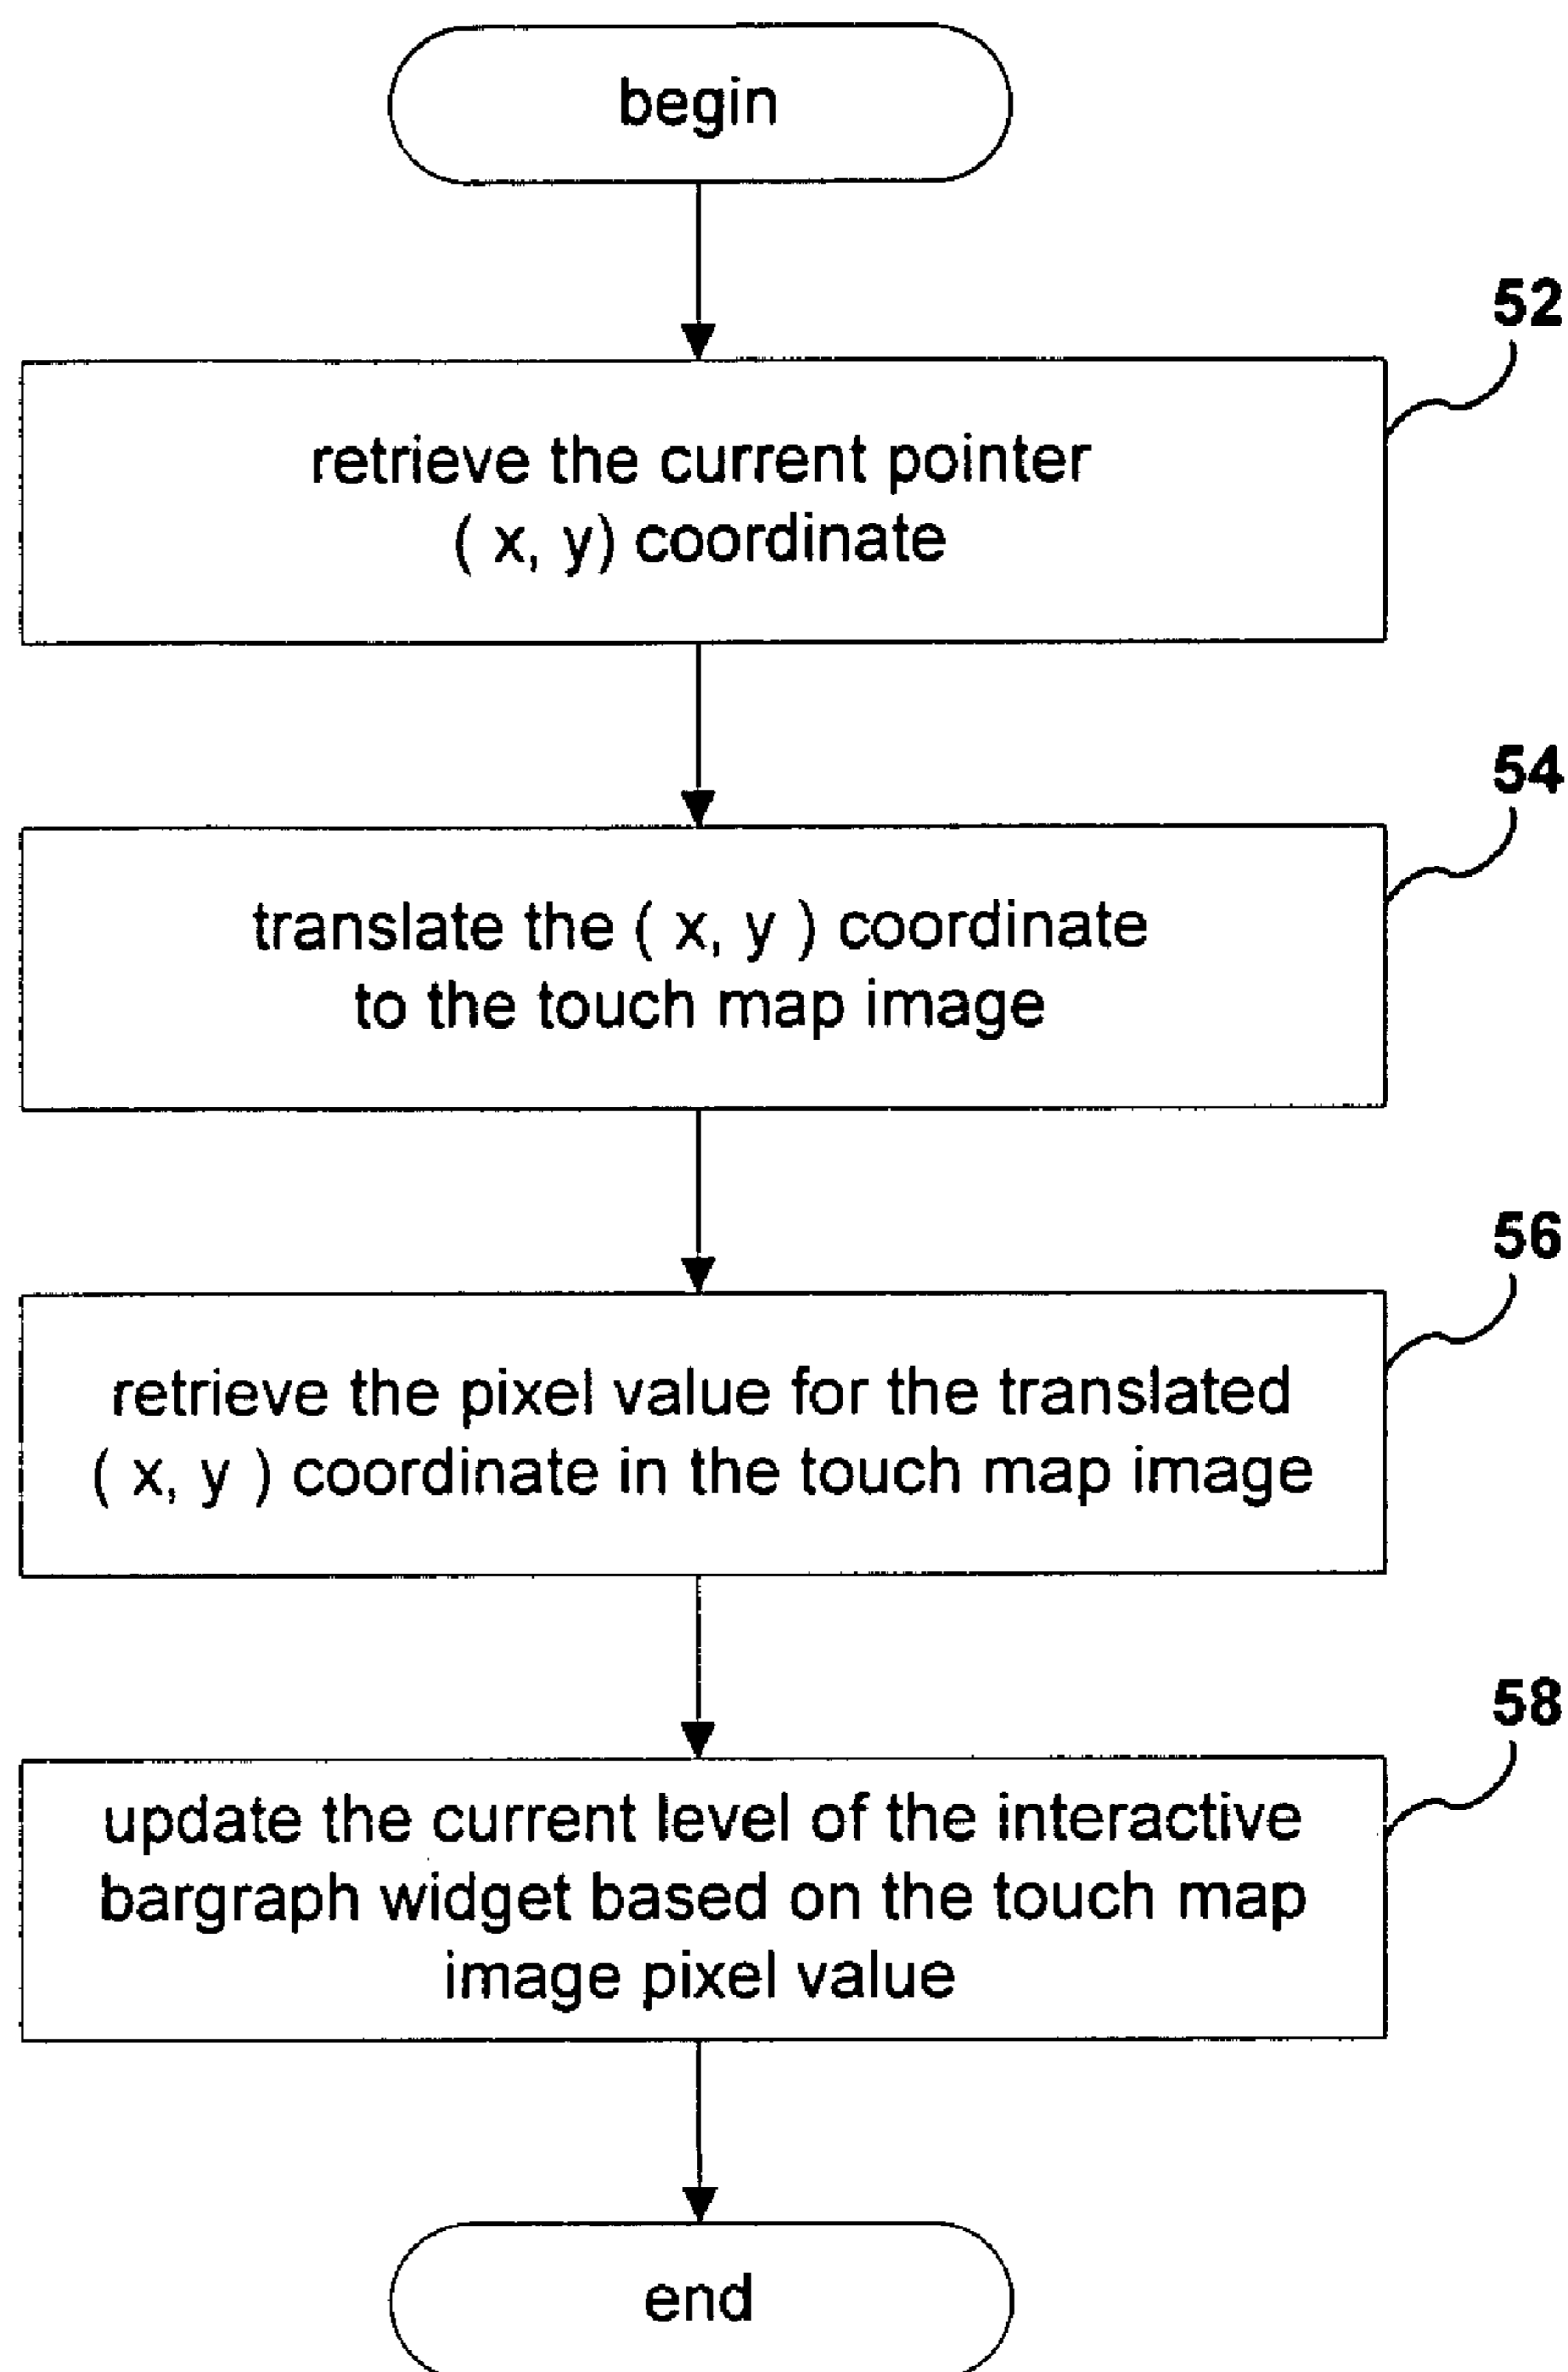 begin
52
retrieve the current pointer
( x, y) coordinate
54
translate the ( x, y ) coordinate
to the touch map image
56
retrieve the pixel value for the translated
( x, y ) coordinate in the touch map image
58
update the current level of the interactive
bargraph widget based on the touch map
image pixel value
end